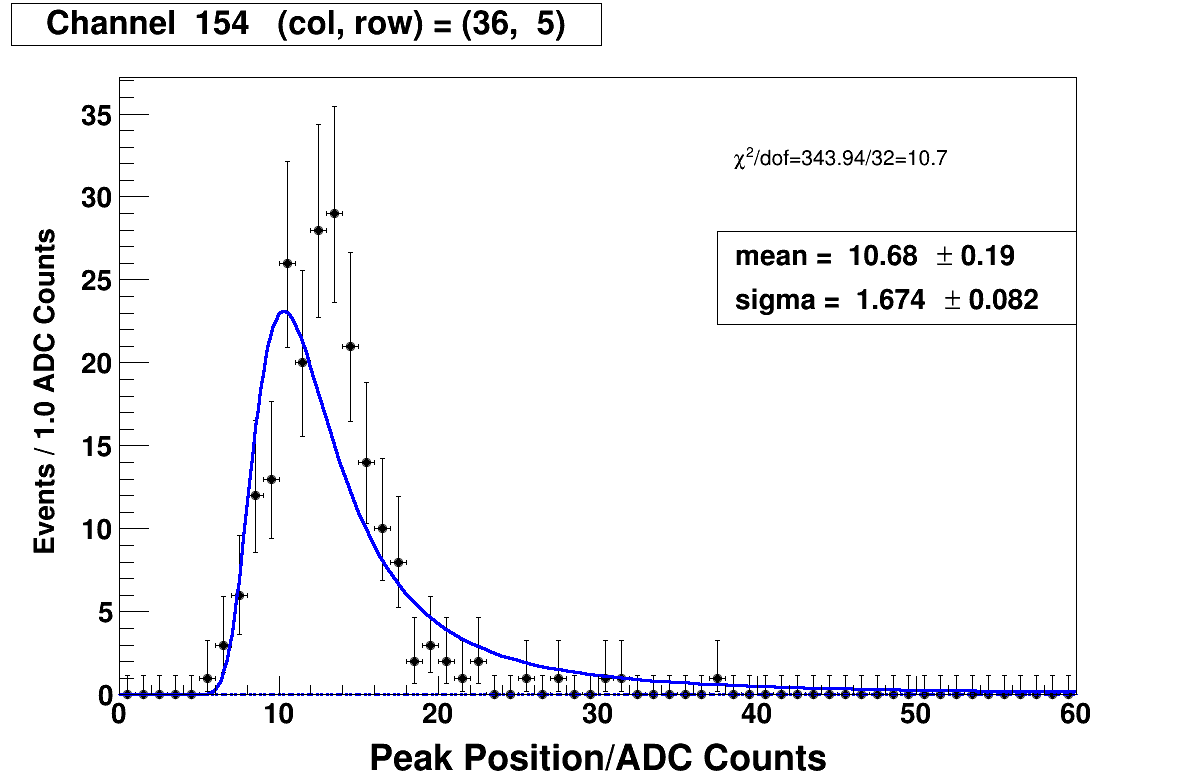 Channel 154 (col, row) = (36, 5)
χ²/dof=343.94/32=10.7
mean = 10.68 ± 0.19
sigma = 1.674 ± 0.082
Events / 1.0 ADC Counts
35
30
25
20
15
10
5
0
0 10 20 30 40 50 60
Peak Position/ADC Counts